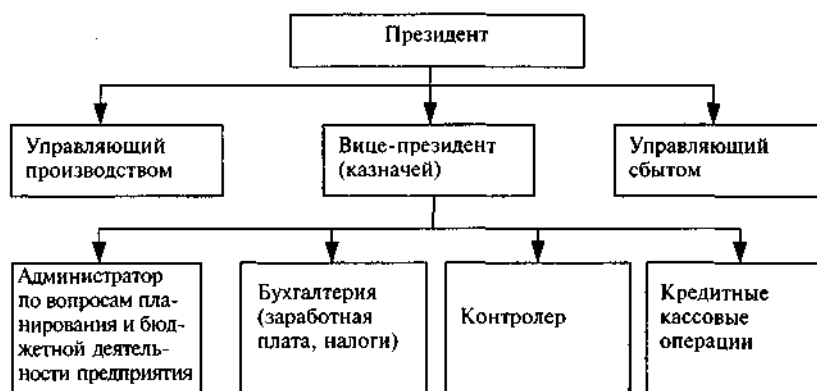 Президент
Управляющий
производством
Вице-президент
(казначей)
Управляющий
сбытом
Администратор
по вопросам пла-
нирования и бюд-
жетной деятель-
ности предприятия
Бухгалтерия
(заработная
плата, налоги)
Контролер
Кредитные
кассовые
операции